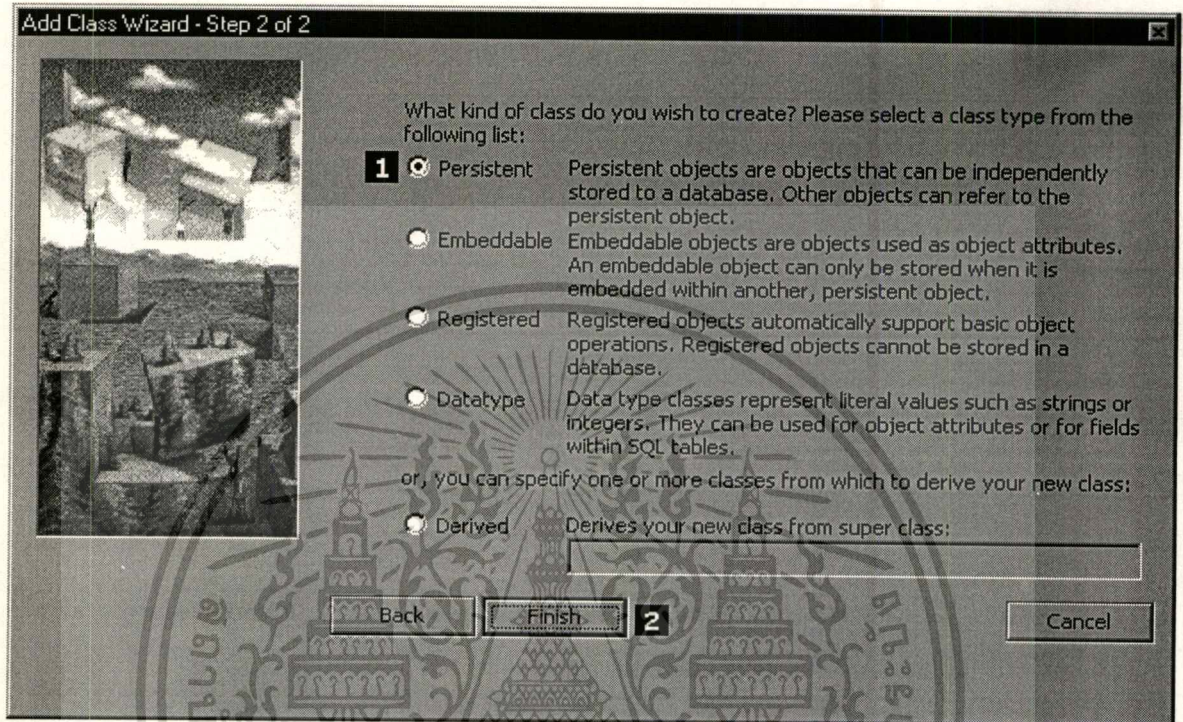 Add Class Wizard - Step 2 of 2
What kind of class do you wish to create? Please select a class type from the
following list:
1 Persistent Persistent objects are objects that can be independently
stored to a database. Other objects can refer to the
persistent object.
Embeddable Embeddable objects are objects used as object attributes.
An embeddable object can only be stored when it is
embedded within another, persistent object.
Registered Registered objects automatically support basic object
operations. Registered objects cannot be stored in a
database.
Datatype Data type classes represent literal values such as strings or
integers. They can be used for object attributes or for fields
within SQL tables.
or, you can specify one or more classes from which to derive your new class:
Derived Derives your new class from super class:
Back Finish 2 Cancel